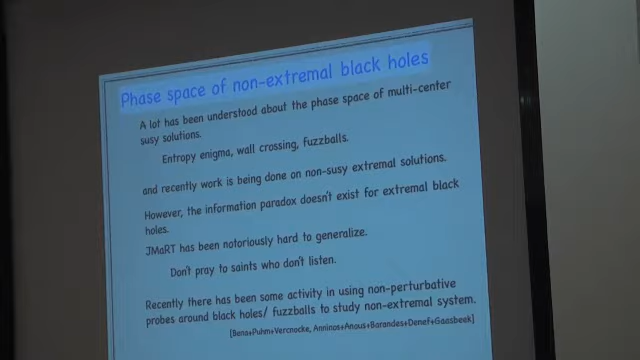 Phase space of non-extremal black holes
A lot has been understood about the phase space of multi-center
susy solutions.
Entropy enigma, wall crossing, fuzzballs.
and recently work is being done on non-susy extremal solutions.
However, the information paradox doesn't exist for extremal black
holes.
JMaRT has been notoriously hard to generalize.
Don't pray to saints who don't listen.
Recently there has been some activity in using non-perturbative
probes around black holes/ fuzzballs to study non-extremal system.
[Bena+Puhm+Vercnocke, Anninos+Anous+Barandes+Denef+Gaasbeek]